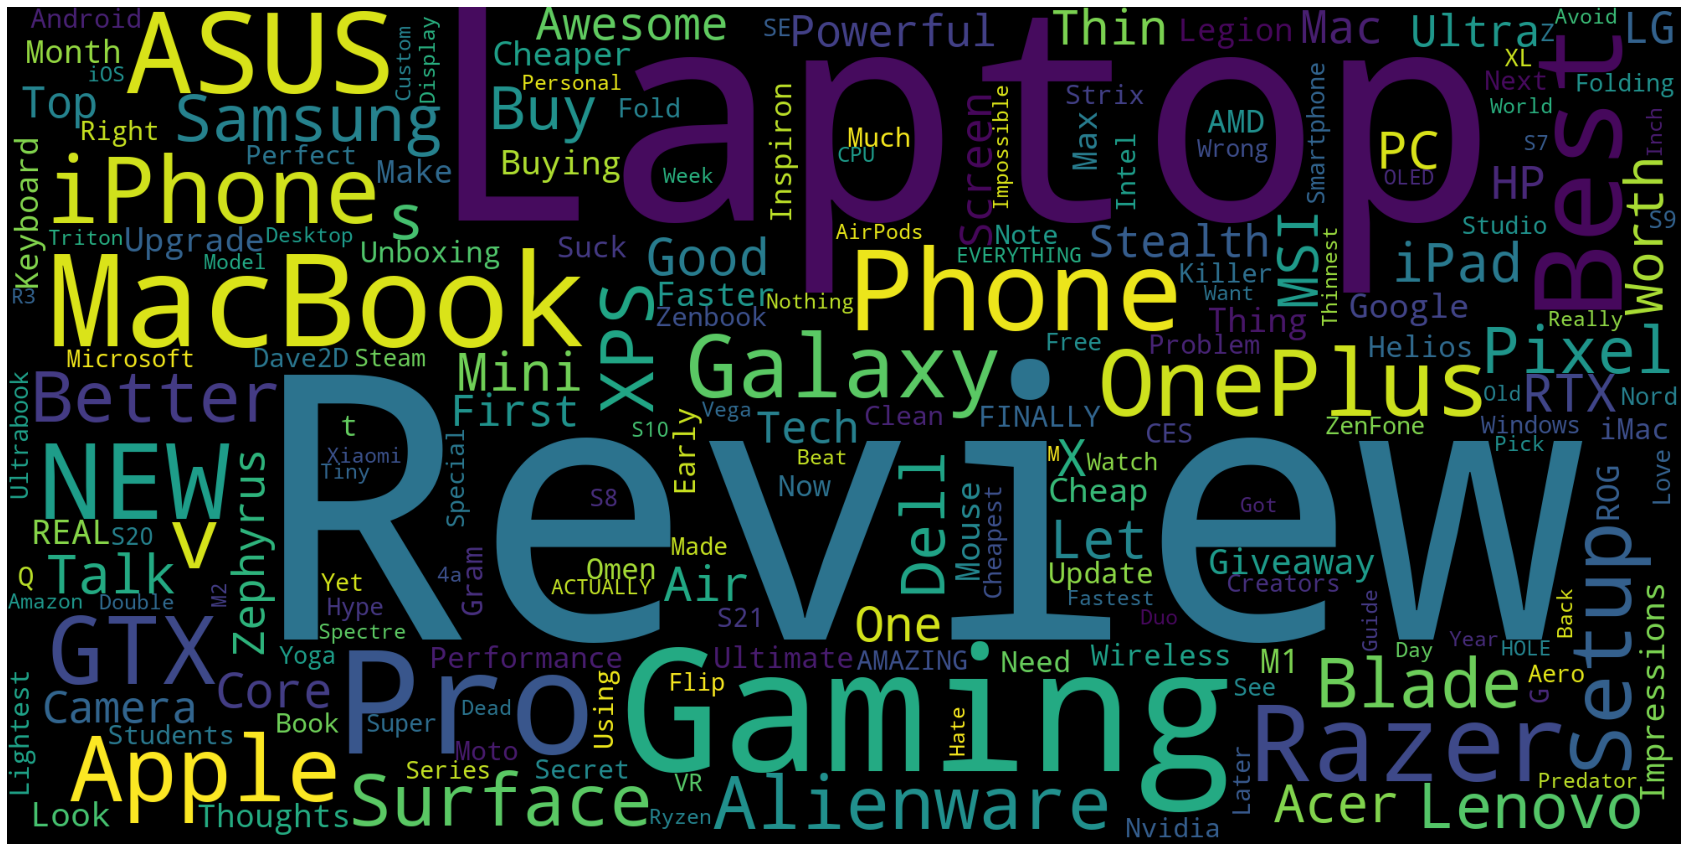 Android
ASUS
Awesome
SE
Powerful
Thin
Legion
Mac
Ultra
Z
Avoid
LG
Month
iOS
Custom
Display
Cheaper
Personal
Laptop
XL
Next
Folding
Best
Top
Samsung
Buy
Fold
Inspiron
Screen
Impossible
Strix
Max
Intel
AMD
Smartphone
PC
World
S7
Inch
Right
Perfect
Make
Buying
Week
Much
CPU
Wrong
OLED
HP
Worth
Keyboard
iPhone
s
Triton
Upgrade
Desktop
Model
Unboxing
Suck
Good
AirPods
Note
EVERYTHING
Stealth
Killer
Want
MSI
Thinnest
iPad
Studio
S9
R3
MacBook
XPS
Faster
Zenbook
Nothing
Phone
Thing
Google
Really
Microsoft
Dave2D
Steam
Mini
Galaxy
Free
Problem
Helios
Pixel
Better
First
Early
Vega
Tech
Clean
FINALLY
OnePlus
CES
ZenFone
RTX
Old
Nord
Windows
iMac
Pick
Ultrabook
NEW
t
Xiaomi
Tiny
Special
S10
Beat
Now
M
X
Watch
Cheap
Love
ROG
REAL
S20
V
Zephyrus
Review
S8
Dell
Mouse
Cheapest
Got
Let
Giveaway
Creators
Setup
Q
Talk
Yet
4a
Gram
Made
Omen
ACTUALLY
Air
Update
Fastest
Amazon
Double
M2
Hype
Spectre
S21
One
Duo
Guide
Year
Back
Impressions
GTX
Yoga
Performance
Ultimate
AMAZING
Need
Wireless
M1
Day
HOLE
Lightest
Camera
Core
Pro
Using
Flip
Gaming
See
Blade
G
Aero
Students
Book
Super
Dead
Moto
Hate
Razer
Apple
Series
Secret
VR
Later
Predator
Look
Thoughts
Surface
Ryzen
Alienware
Nvidia
Acer
Lenovo